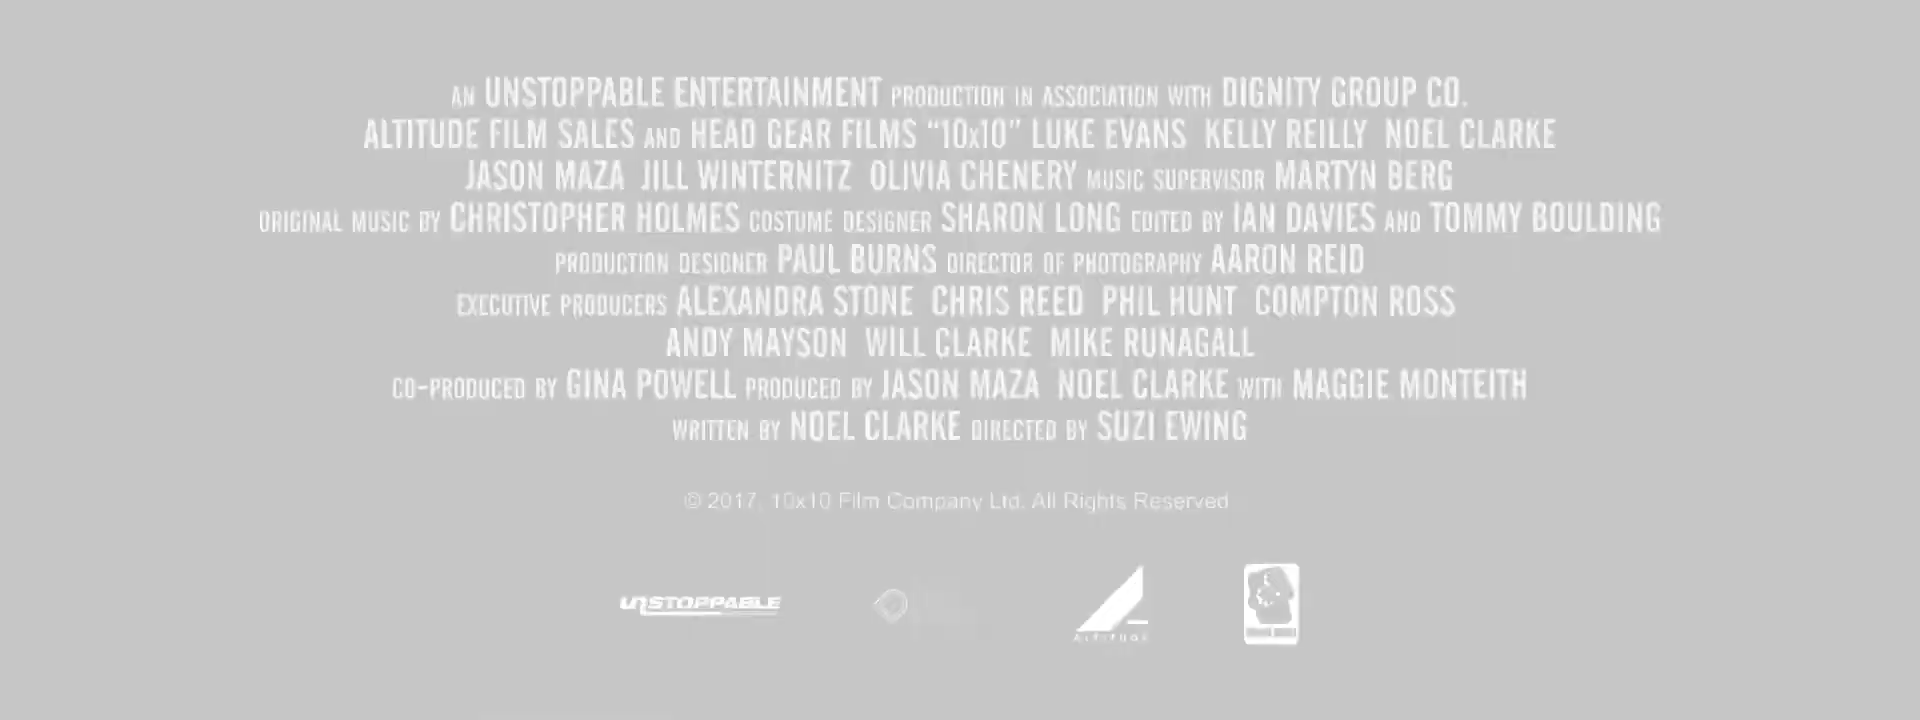 AN UNSTOPPABLE ENTERTAINMENT PRODUCTION IN ASSOCIATION WITH DIGNITY GROUP CO.
ALTITUDE FILM SALES AND HEAD GEAR FILMS “10x10” LUKE EVANS KELLY REILLY NOEL CLARKE
JASON MAZA JILL WINTERNITZ OLIVIA CHENERY MUSIC SUPERVISOR MARTYN BERG
ORIGINAL MUSIC BY CHRISTOPHER HOLMES COSTUME DESIGNER SHARON LONG EDITED BY IAN DAVIES AND TOMMY BOULDING
PRODUCTION DESIGNER PAUL BURNS DIRECTOR OF PHOTOGRAPHY AARON REID
EXECUTIVE PRODUCERS ALEXANDRA STONE CHRIS REED PHIL HUNT COMPTON ROSS
ANDY MAYSON WILL CLARKE MIKE RUNAGALL
CO-PRODUCED BY GINA POWELL PRODUCED BY JASON MAZA NOEL CLARKE WITH MAGGIE MONTEITH
WRITTEN BY NOEL CLARKE DIRECTED BY SUZI EWING
© 2017, 10x10 Film Company Ltd. All Rights Reserved
UNSTOPPABLE
ALTITUDE